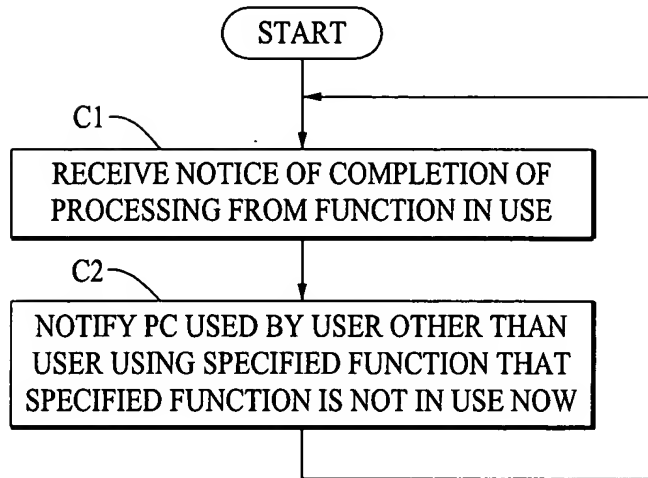 START
C1
RECEIVE NOTICE OF COMPLETION OF
PROCESSING FROM FUNCTION IN USE
C2
NOTIFY PC USED BY USER OTHER THAN
USER USING SPECIFIED FUNCTION THAT
SPECIFIED FUNCTION IS NOT IN USE NOW